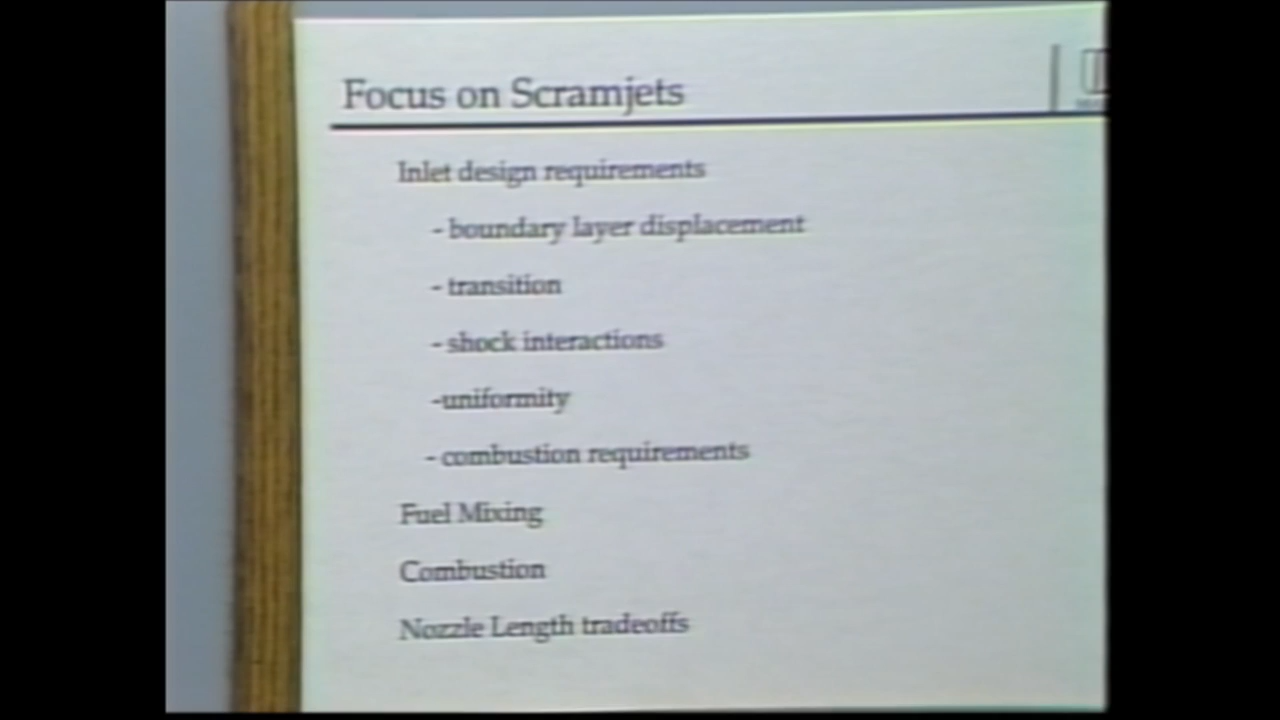 Focus on Scramjets
Inlet design requirements
- boundary layer displacement
- transition
- shock interactions
-uniformity
- combustion requirements
Fuel Mixing
Combustion
Nozzle Length tradeoffs